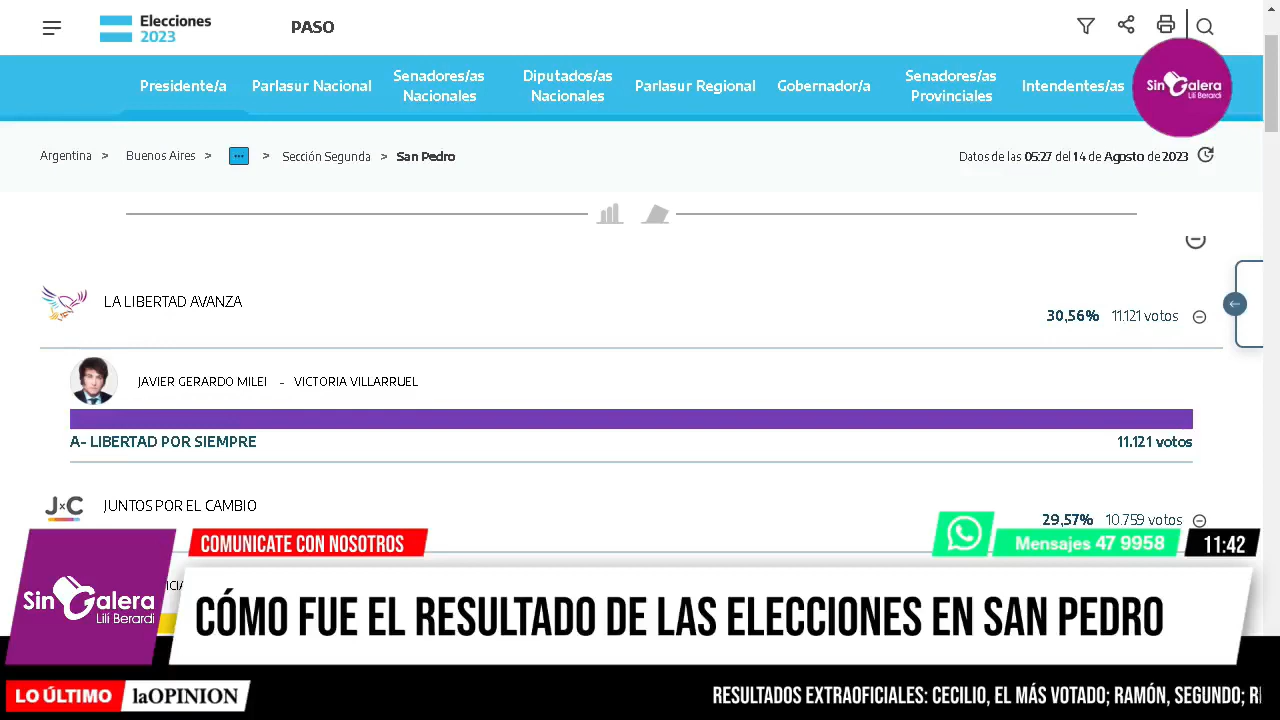 Elecciones
2023
PASO
Presidente/a
Parlasur Nacional
Senadores/as
Nacionales
Diputados/as
Nacionales
Parlasur Regional
Gobernador/a
Senadores/as
Provinciales
Intendentes/as
Sin Galera
Lili Berardi
Argentina > Buenos Aires > ... > Sección Segunda > San Pedro
Datos de las 05:27 del 14 de Agosto de 2023
LA LIBERTAD AVANZA
30,56% 11.121 votos
JAVIER GERARDO MILEI - VICTORIA VILLARRUEL
A- LIBERTAD POR SIEMPRE
11.121 votos
JxC JUNTOS POR EL CAMBIO
29,57% 10.759 votos
COMUNICATE CON NOSOTROS
Mensajes 47 9958
11:42
Sin Galera
Lili Berardi
CÓMO FUE EL RESULTADO DE LAS ELECCIONES EN SAN PEDRO
LO ÚLTIMO
laOPINION
RESULTADOS EXTRAOFICIALES: CECILIO, EL MÁS VOTADO; RAMÓN, SEGUNDO;